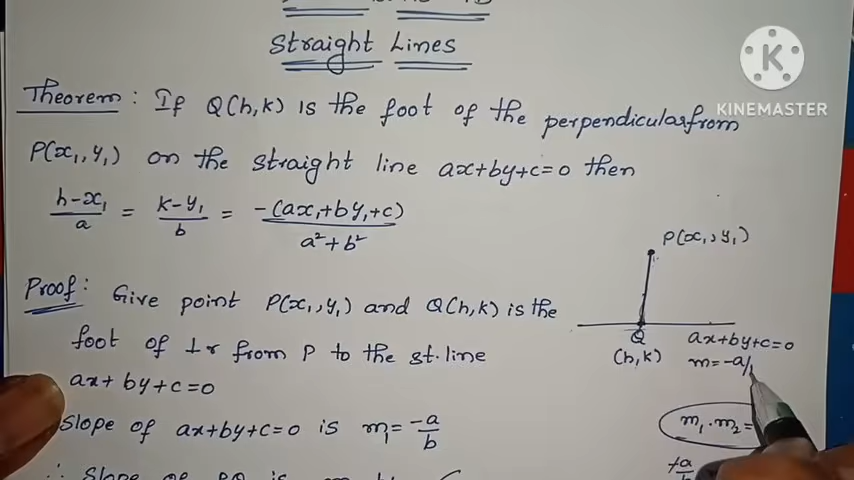 Straight Lines
KINEMASTER
Theorem: If Q(h,k) is the foot of the perpendicular from
P(x₁,y₁) on the straight line ax+by+c=0 then
h-x₁/a = k-y₁/b = -(ax₁+by₁+c)/a²+b²
P(x₁,y₁)
Proof: Give point P(x₁,y₁) and Q(h,k) is the
foot of ⊥r from P to the st.line
ax+by+c=0
Q
(h,k)
ax+by+c=0
m=-a/
slope of ax+by+c=0 is m₁=-a/b
m₁.m₂=